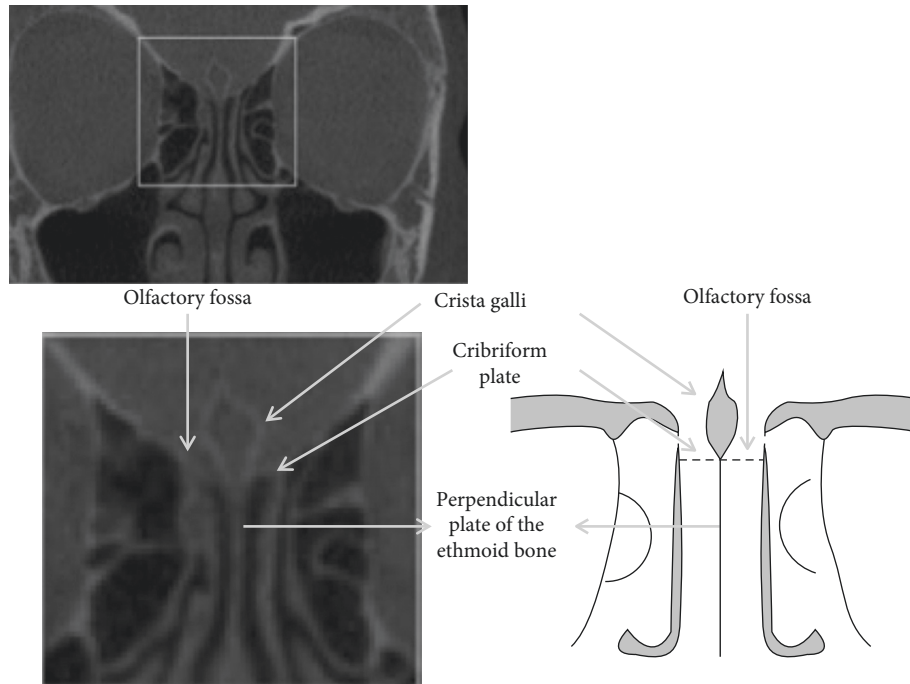 Olfactory fossa
Crista galli
Olfactory fossa
Cribriform
plate
Perpendicular
plate of the
ethmoid bone